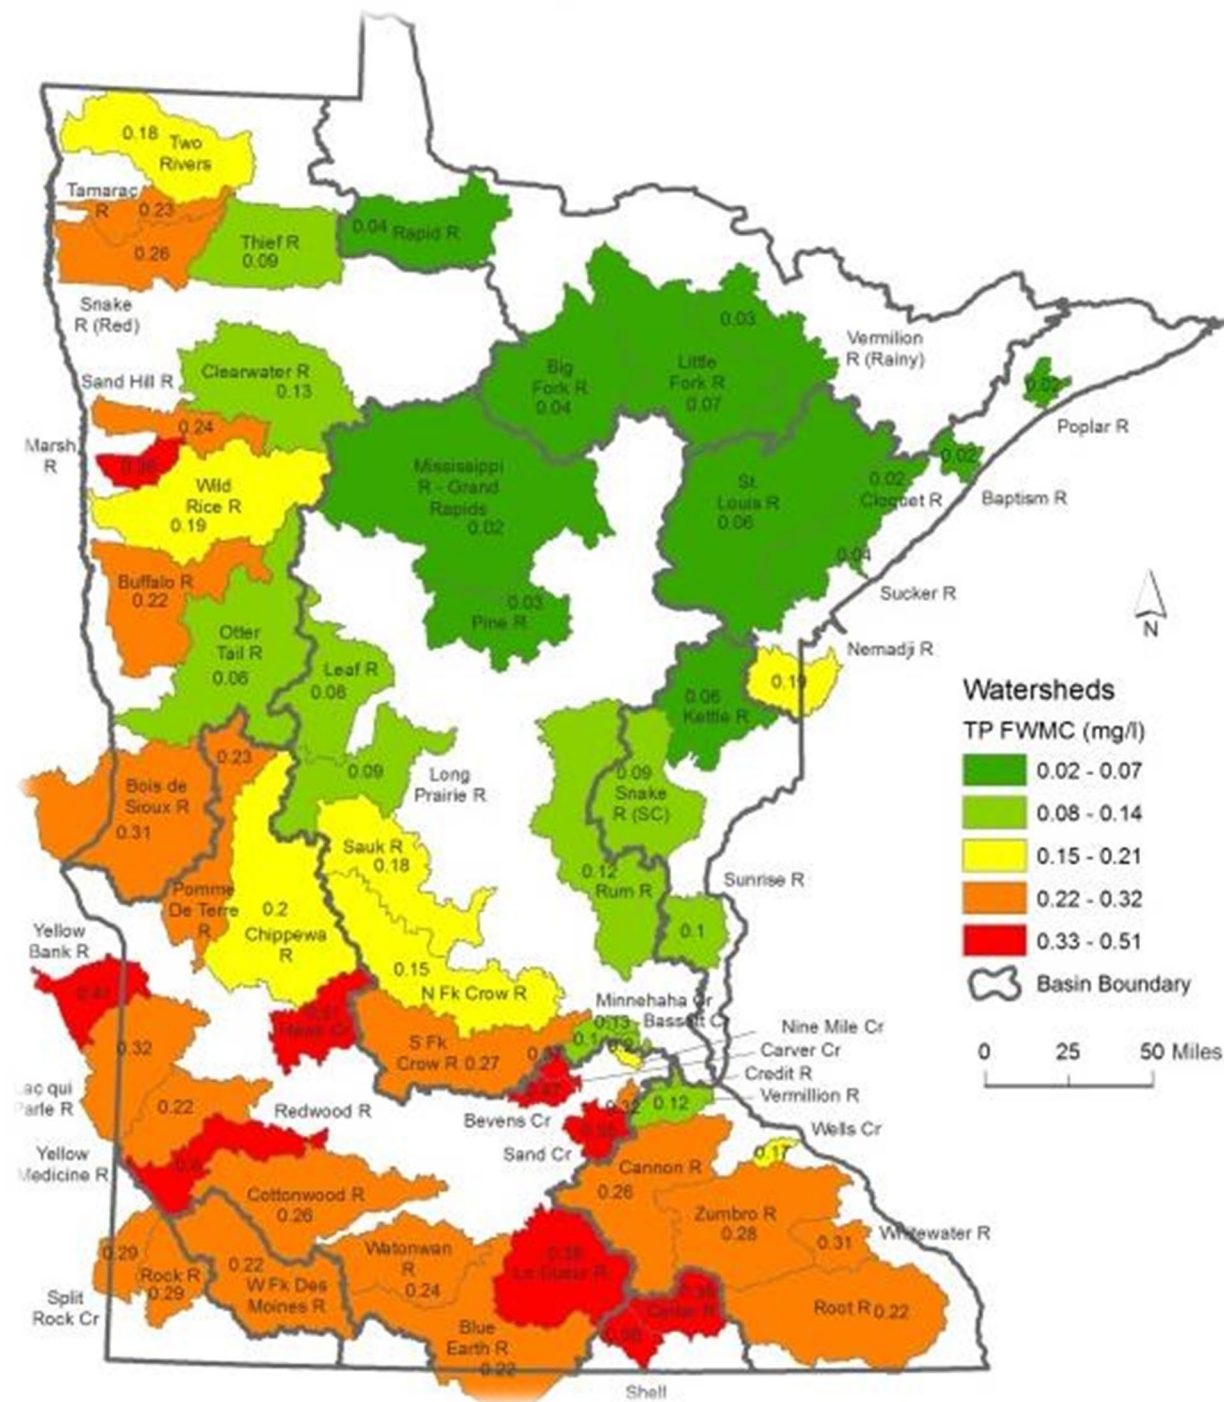 0.18
Two
Rivers
Tamarac
R
0.23
0.26
Thief R
0.09
0.04 Rapid R
Snake
R (Red)
Clearwater R
0.13
Sand Hill R
0.24
Marsh
R
Wild
Rice R
0.19
Big
Fork R
0.04
0.03
Little
Fork R
0.07
Vermilion
R (Rainy)
0.02
Poplar R
Mississippi
R - Grand
Rapids
0.02
St.
Louis R
0.06
0.02
Cloquet R
0.02
Baptism R
0.04
Sucker R
Buffalo R
0.22
0.03
Pine R
Otter
Tail R
0.06
Leaf R
0.08
N
Nemadji R
0.19
0.06
Kettle R
Watersheds
TP FWMC (mg/l)
0.02 - 0.07
0.08 - 0.14
0.15 - 0.21
0.22 - 0.32
0.33 - 0.51
Basin Boundary
0 25 50 Miles
0.23
0.09
Long
Prairie R
Bois de
Sioux R
0.31
0.09
Snake
R (SC)
Sauk R
0.18
0.12
Rum R
Sunrise R
0.1
Pomme
De Terre
R
0.2
Chippewa
R
Yellow
Bank R
0.15
N Fk Crow R
Minnehaha Cr
0.13
Bassett C
Nine Mile Cr
Carver Cr
Credit R
Vermillion R
0.32
S Fk
Crow R 0.27
Lac qui
Parle R
0.22
Redwood R
Bevens Cr
0.32
0.12
Wells Cr
0.17
Sand Cr
Yellow
Medicine R
Cottonwood R
0.26
Cannon R
0.26
Zumbro R
0.28
0.31
Whitewater R
0.29
Rock R
0.29
0.22
W Fk Des
Moines R
Watonwan
R
0.24
0.36
Le Sueur R
Cedar R
Root R 0.22
Split
Rock Cr
Blue
Earth R
0.22
Shell